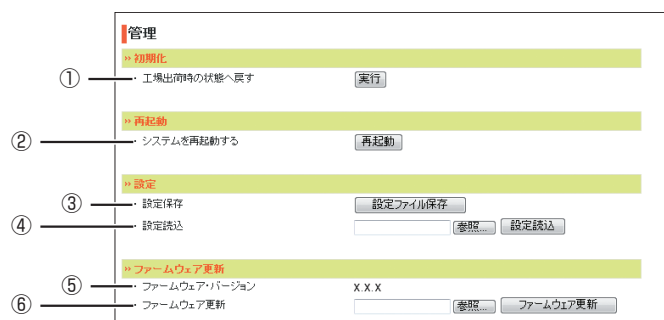 管理
»初期化
① ・工場出荷時の状態へ戻す 実行
»再起動
② ・システムを再起動する 再起動
»設定
③ ・設定保存 設定ファイル保存
④ ・設定読込 参照... 設定読込
»ファームウェア更新
⑤ ・ファームウェア・バージョン X.X.X
⑥ ・ファームウェア更新 参照... ファームウェア更新